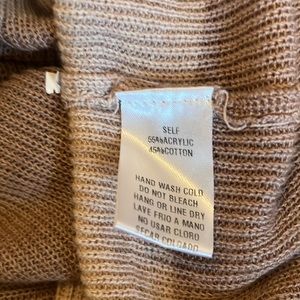 SELF
55%ACRYLIC
45%COTTON
HAND WASH COLD
DO NOT BLEACH
HANG OR LINE DRY
LAVE FRIO A MANO
NO USAR CLORO
SECAR COLGADO